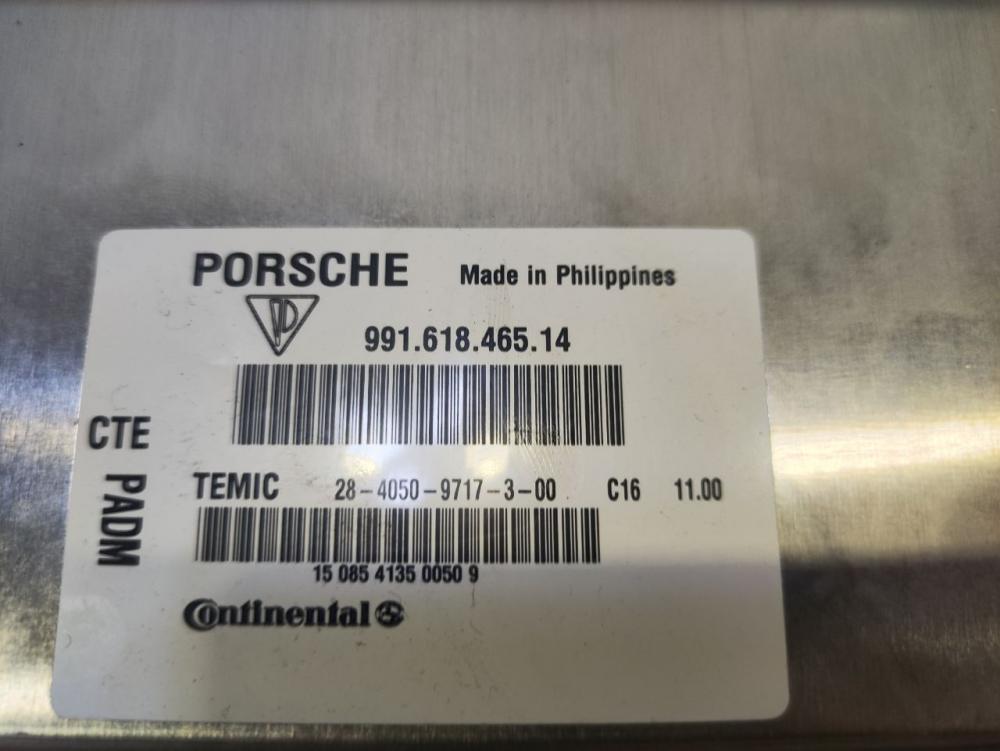 PORSCHE Made in Philippines
991.618.465.14
CTE PADM
TEMIC 28-4050-9717-3-00 C16 11.00
15 085 4135 0050 9
Continental